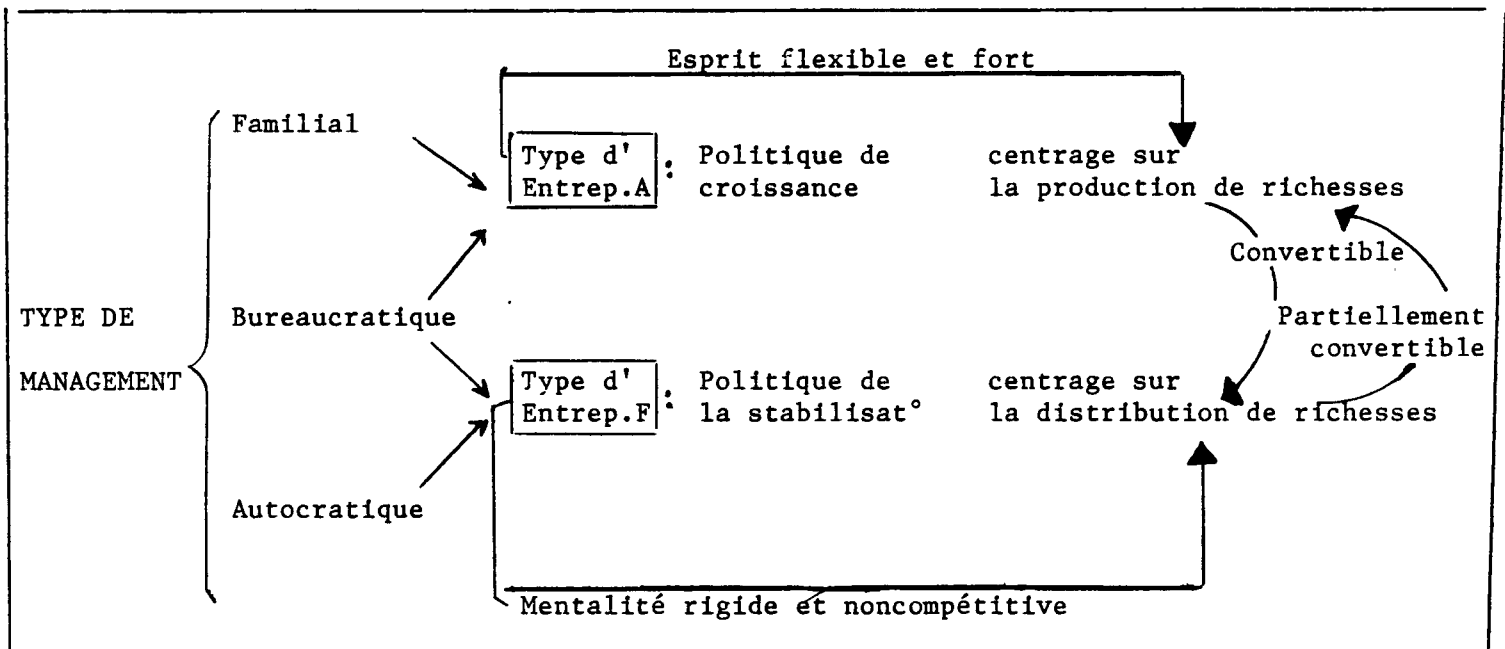 Esprit flexible et fort
Familial
Type d' : Politique de centrage sur
Entrep.A croissance la production de richesses
Convertible
TYPE DE Bureaucratique Partiellement
convertible
MANAGEMENT
Type d' : Politique de centrage sur
Entrep.F la stabilisat° la distribution de richesses
Autocratique
Mentalité rigide et noncompétitive